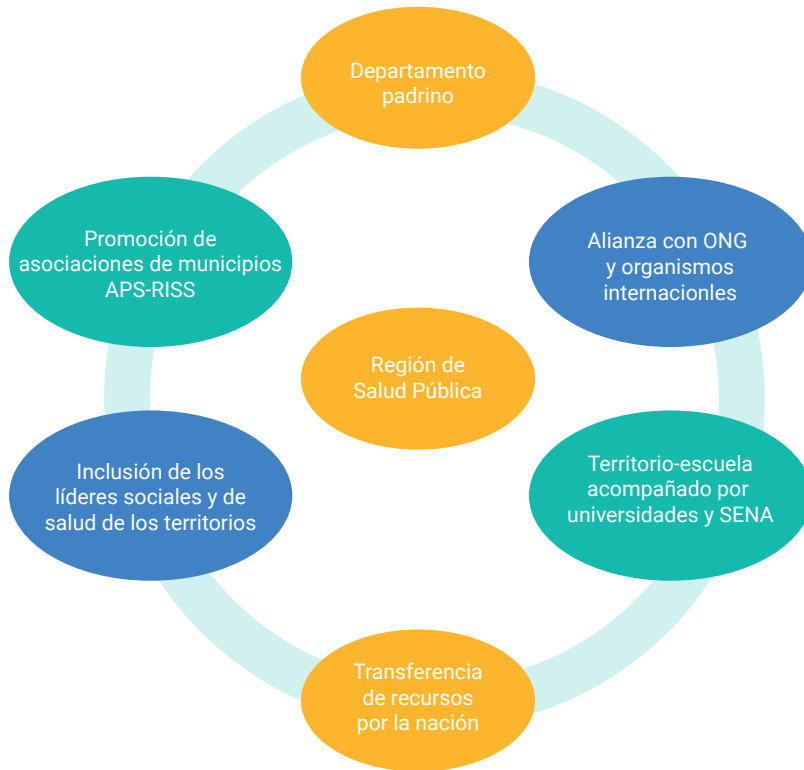 Departamento
padrino
Promoción de
asociaciones de municipios
APS-RISS
Alianza con ONG
y organismos
internacionles
Región de
Salud Pública
Inclusión de los
líderes sociales y de
salud de los territorios
Territorio-escuela
acompañado por
universidades y SENA
Transferencia
de recursos
por la nación